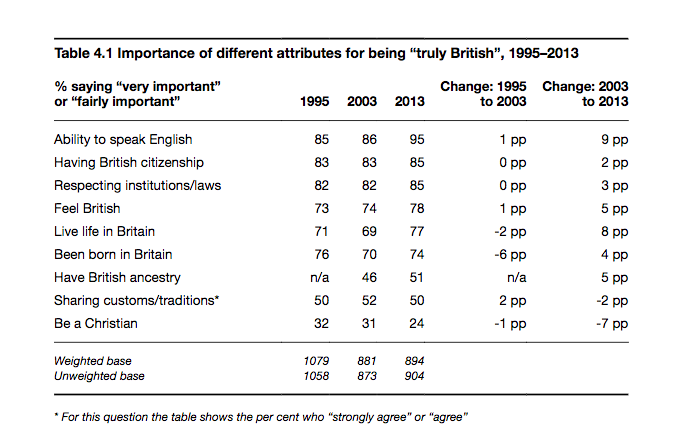 Table 4.1 Importance of different attributes for being “truly British”, 1995–2013
% saying “very important” Change: 1995 Change: 2003
or “fairly important” 1995 2003 2013 to 2003 to 2013
Ability to speak English 85 86 95 1 pp 9 pp
Having British citizenship 83 83 85 0 pp 2 pp
Respecting institutions/laws 82 82 85 0 pp 3 pp
Feel British 73 74 78 1 pp 5 pp
Live life in Britain 71 69 77 -2 pp 8 pp
Been born in Britain 76 70 74 -6 pp 4 pp
Have British ancestry n/a 46 51 n/a 5 pp
Sharing customs/traditions* 50 52 50 2 pp -2 pp
Be a Christian 32 31 24 -1 pp -7 pp
Weighted base 1079 881 894
Unweighted base 1058 873 904
* For this question the table shows the per cent who “strongly agree” or “agree”